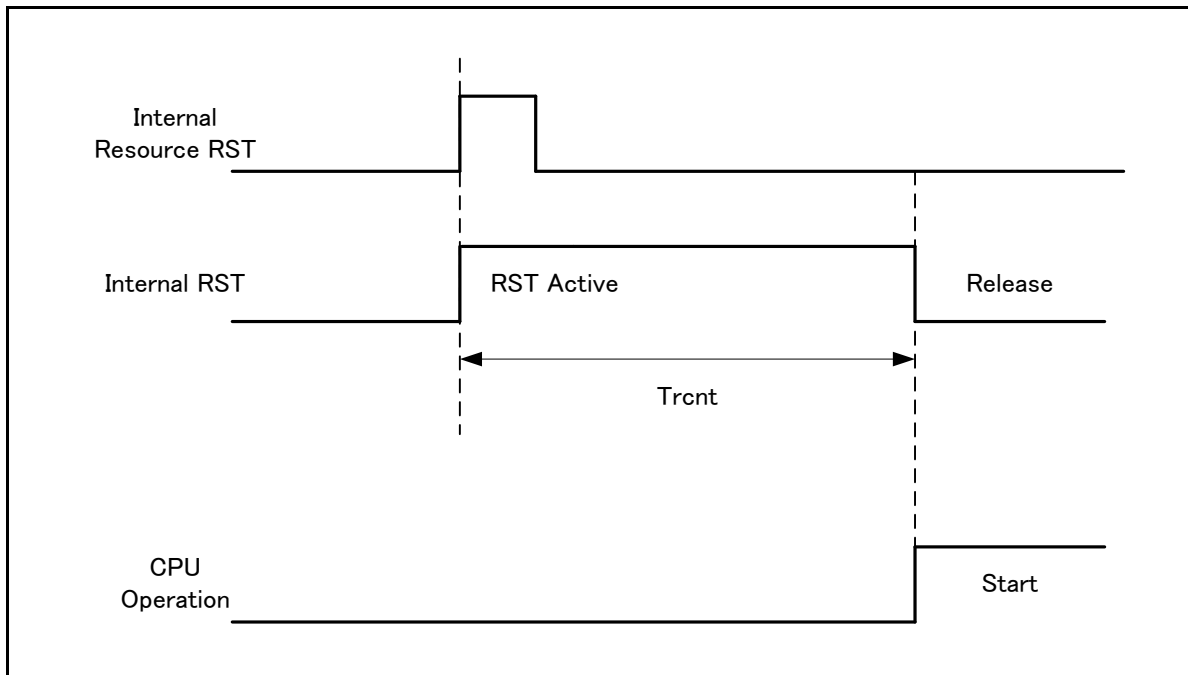 Internal
Resource RST
Internal RST
RST Active
Release
Trcnt
CPU
Operation
Start